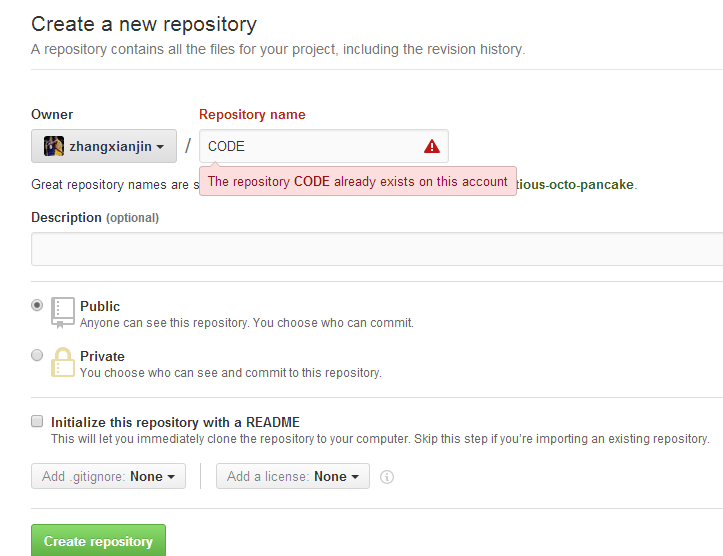 Create a new repository
A repository contains all the files for your project, including the revision history.
Owner Repository name
zhangxianjin / CODE
The repository CODE already exists on this account
Great repository names are s tious-octo-pancake.
Description (optional)
Public
Anyone can see this repository. You choose who can commit.
Private
You choose who can see and commit to this repository.
Initialize this repository with a README
This will let you immediately clone the repository to your computer. Skip this step if you're importing an existing repository.
Add .gitignore: None Add a license: None
Create repository